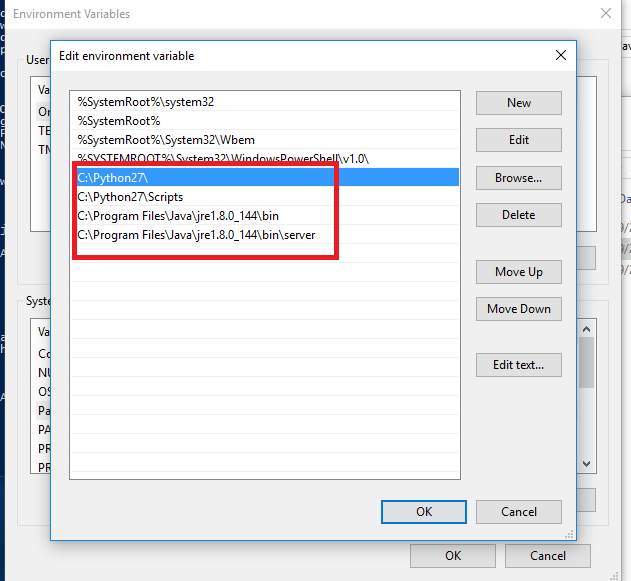 Environment Variables
Edit environment variable
User
Va
Or
TE
TM
%SystemRoot%\system32
%SystemRoot%
%SystemRoot%\System32\Wbem
%SYSTEMROOT%\System32\WindowsPowerShell\v1.0\
C:\Python27\
C:\Python27\Scripts
C:\Program Files\Java\jre1.8.0_144\bin
C:\Program Files\Java\jre1.8.0_144\bin\server
New
Edit
Browse...
Delete
Move Up
Move Down
Edit text...
Syste
Va
Co
NU
OS
Pa
PA
PR
PR
OK
Cancel
OK
Cancel